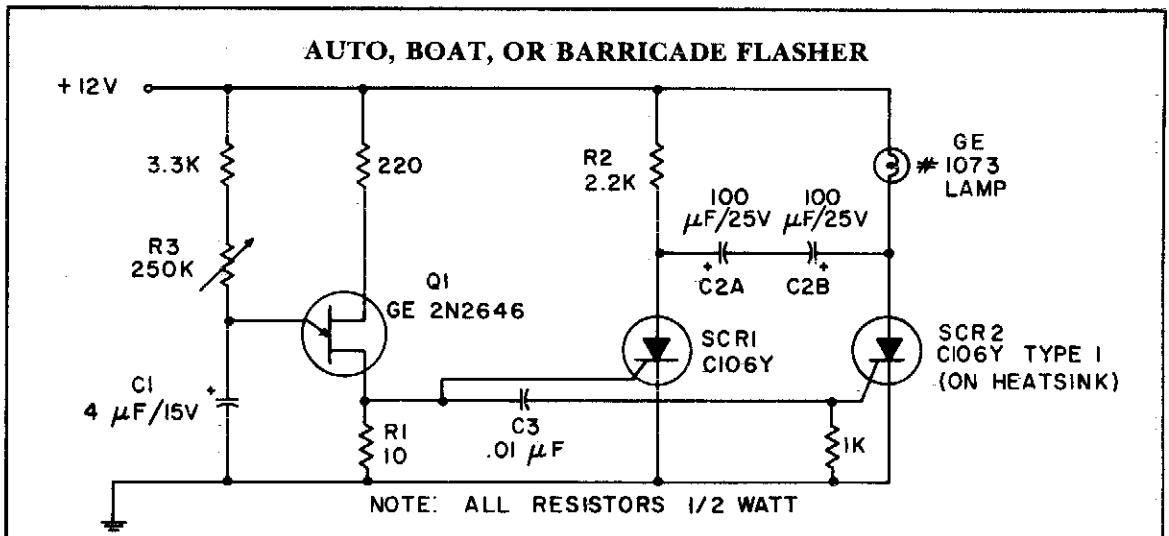 AUTO, BOAT, OR BARRICADE FLASHER
+12V
3.3K
220
R2
2.2K
GE
# 1073
LAMP
100
µF/25V
100
µF/25V
R3
250K
+
C2A
C2B
+
Q1
GE 2N2646
SCR1
C106Y
SCR2
C106Y TYPE 1
(ON HEATSINK)
C1
4 µF/15V
+
R1
10
C3
.01 µF
1K
NOTE: ALL RESISTORS 1/2 WATT